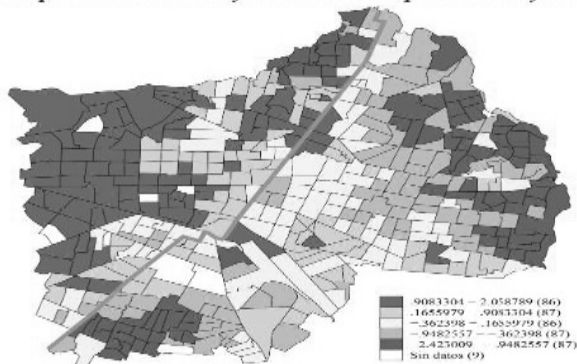 .9083304 – 2.058789 (86)
.1655979 .9083304 (87)
–.362398 – .1655979 (86)
–.9482557 – –.362398 (87)
2.423009 .9482557 (87)
Sin datos (9)